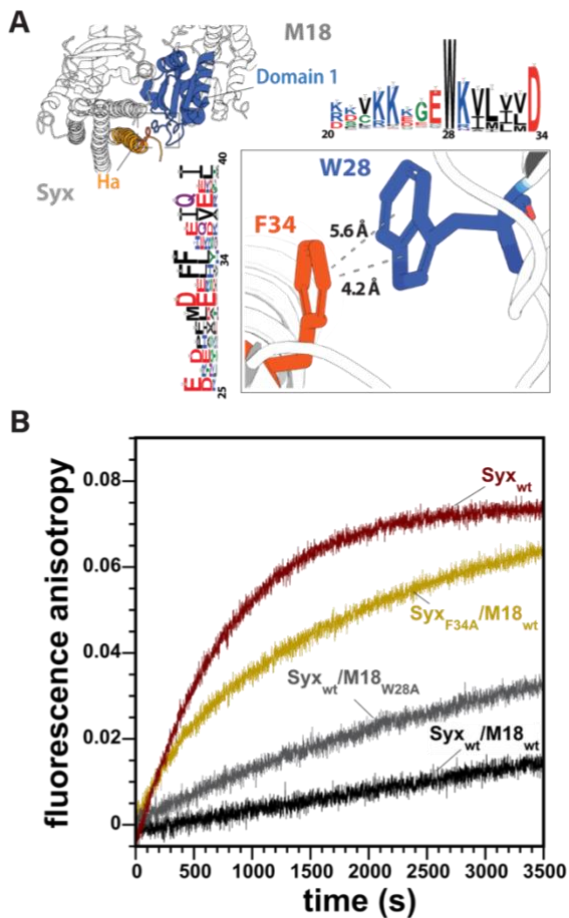 A
M18
Domain 1
Syx
Ha
20
28
34
W28
F34
5.6 Å
4.2 Å
40
34
25
B
fluorescence anisotropy
0.08
0.06
0.04
0.02
0
Syxwt
SyxF34A/M18wt
Syxwt/M18W28A
Syxwt/M18wt
0 500 1000 1500 2000 2500 3000 3500
time (s)